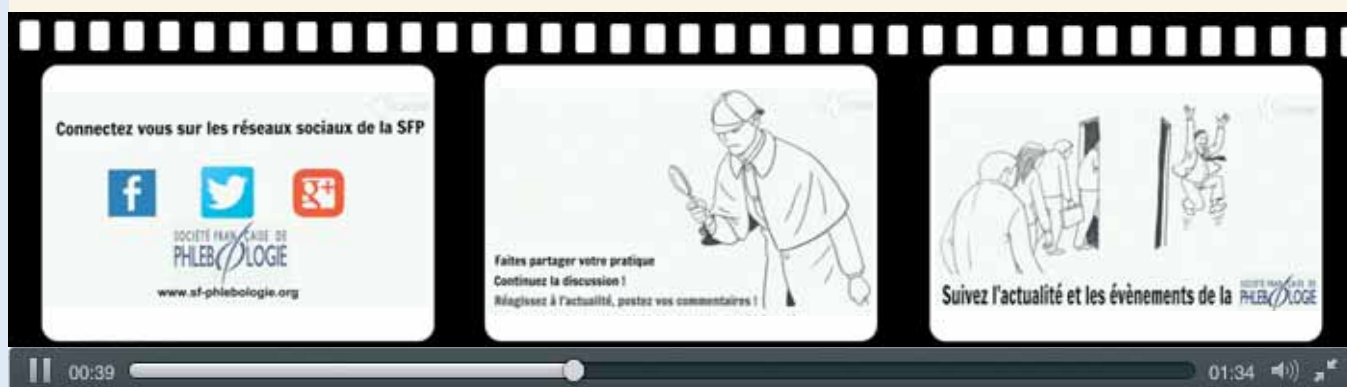 Connectez vous sur les réseaux sociaux de la SFP
f
g+
SOCIÉTÉ FRANÇAISE DE
PHLEBOLOGIE
www.sf-phlebologie.org
Faites partager votre pratique
Continuez la discussion !
Réagissez à l'actualité, postez vos commentaires !
Suivez l'actualité et les évènements de la
SOCIÉTÉ FRANÇAISE DE
PHLEBOLOGIE
00:39
01:34